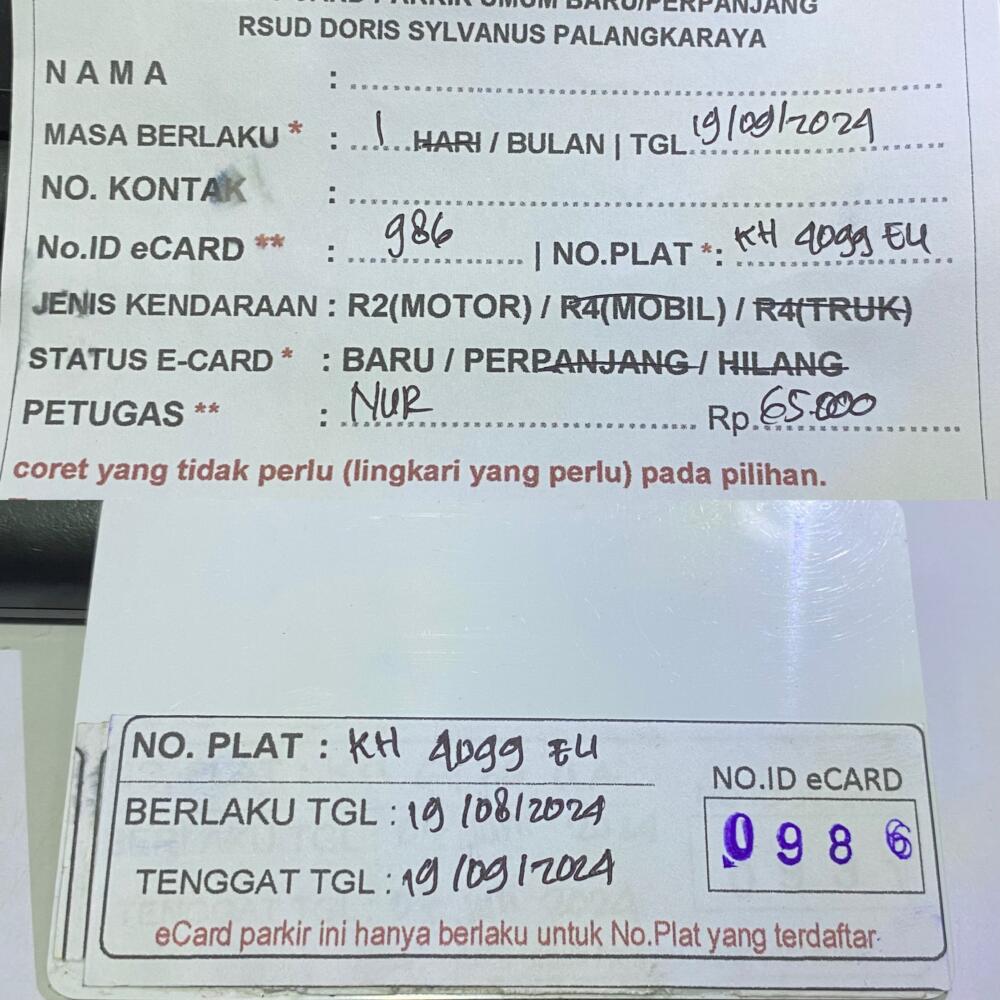 PARKIR UMUM BARU/PERPANJANG
RSUD DORIS SYLVANUS PALANGKARAYA
NAMA :
MASA BERLAKU * : 1 HARI / BULAN | TGL 19/09/2024
NO. KONTAK :
No.ID eCARD ** : 986 | NO.PLAT *: KH 4099 EU
JENIS KENDARAAN : R2(MOTOR) / R4(MOBIL) / R4(TRUK)
STATUS E-CARD * : BARU / PERPANJANG / HILANG
PETUGAS ** : NUR Rp 65.000
coret yang tidak perlu (lingkari yang perlu) pada pilihan.
NO. PLAT : KH 4099 EU
BERLAKU TGL : 19/08/2024
TENGGAT TGL : 19/09/2024
NO.ID eCARD
0986
eCard parkir ini hanya berlaku untuk No.Plat yang terdaftar